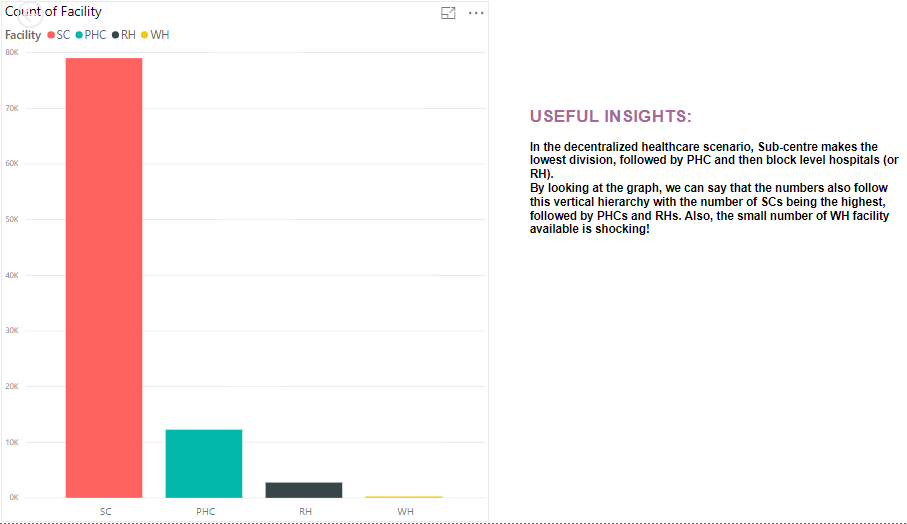 Count of Facility
Facility SC PHC RH WH
80K
70K
60K
50K
40K
30K
20K
10K
0K
SC PHC RH WH
USEFUL INSIGHTS:
In the decentralized healthcare scenario, Sub-centre makes the
lowest division, followed by PHC and then block level hospitals (or
RH).
By looking at the graph, we can say that the numbers also follow
this vertical hierarchy with the number of SCs being the highest,
followed by PHCs and RHs. Also, the small number of WH facility
available is shocking!